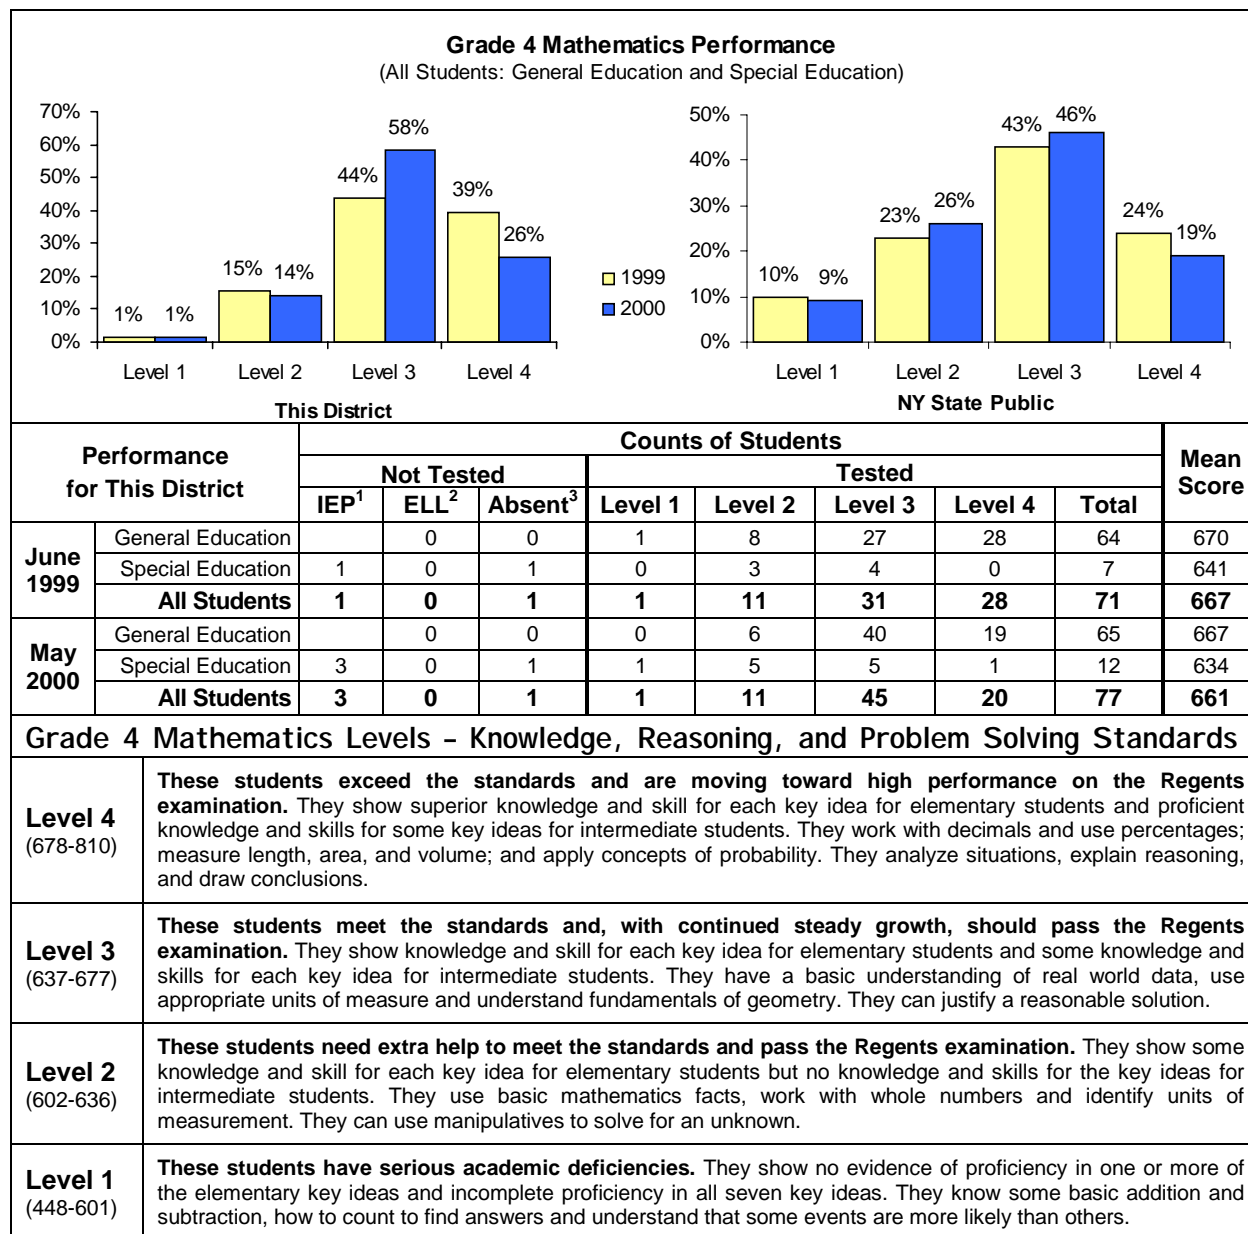 Grade 4 Mathematics Performance
(All Students: General Education and Special Education)
70%
60%
50%
40%
30%
20%
10%
0%
1% 1%
15% 14%
44% 58%
39% 26%
Level 1 Level 2 Level 3 Level 4
This District
1999
2000
50%
40%
30%
20%
10%
0%
10% 9%
23% 26%
43% 46%
24% 19%
Level 1 Level 2 Level 3 Level 4
NY State Public
Performance for This District Counts of Students Mean Score
Not Tested Tested
IEP1 ELL2 Absent3 Level 1 Level 2 Level 3 Level 4 Total
June 1999
General Education 0 0 1 8 27 28 64 670
Special Education 1 0 1 0 3 4 0 7 641
All Students 1 0 1 1 11 31 28 71 667
May 2000
General Education 0 0 0 6 40 19 65 667
Special Education 3 0 1 1 5 5 1 12 634
All Students 3 0 1 1 11 45 20 77 661
Grade 4 Mathematics Levels – Knowledge, Reasoning, and Problem Solving Standards
Level 4
(678-810)
These students exceed the standards and are moving toward high performance on the Regents
examination. They show superior knowledge and skill for each key idea for elementary students and proficient
knowledge and skills for some key ideas for intermediate students. They work with decimals and use percentages;
measure length, area, and volume; and apply concepts of probability. They analyze situations, explain reasoning,
and draw conclusions.
Level 3
(637-677)
These students meet the standards and, with continued steady growth, should pass the Regents
examination. They show knowledge and skill for each key idea for elementary students and some knowledge and
skills for each key idea for intermediate students. They have a basic understanding of real world data, use
appropriate units of measure and understand fundamentals of geometry. They can justify a reasonable solution.
Level 2
(602-636)
These students need extra help to meet the standards and pass the Regents examination. They show some
knowledge and skill for each key idea for elementary students but no knowledge and skills for the key ideas for
intermediate students. They use basic mathematics facts, work with whole numbers and identify units of
measurement. They can use manipulatives to solve for an unknown.
Level 1
(448-601)
These students have serious academic deficiencies. They show no evidence of proficiency in one or more of
the elementary key ideas and incomplete proficiency in all seven key ideas. They know some basic addition and
subtraction, how to count to find answers and understand that some events are more likely than others.